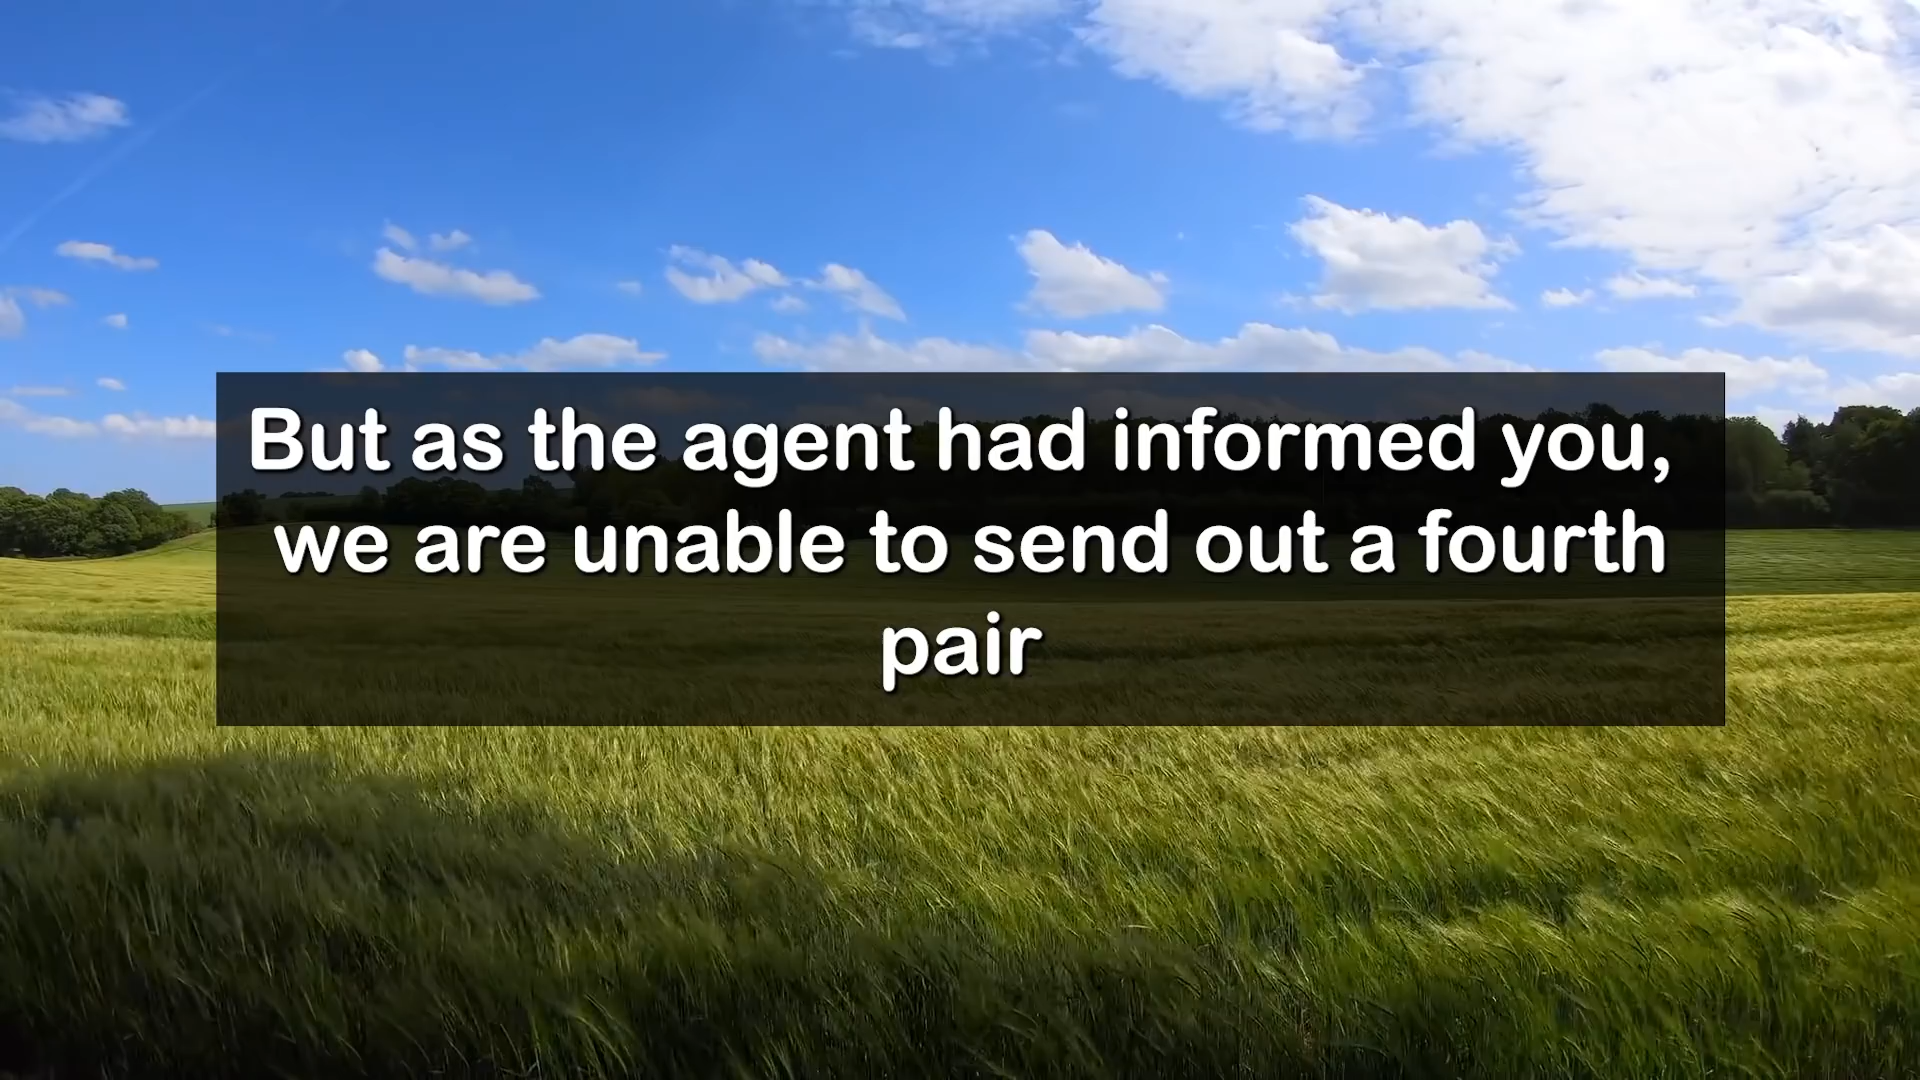 But as the agent had informed you,
we are unable to send out a fourth
pair